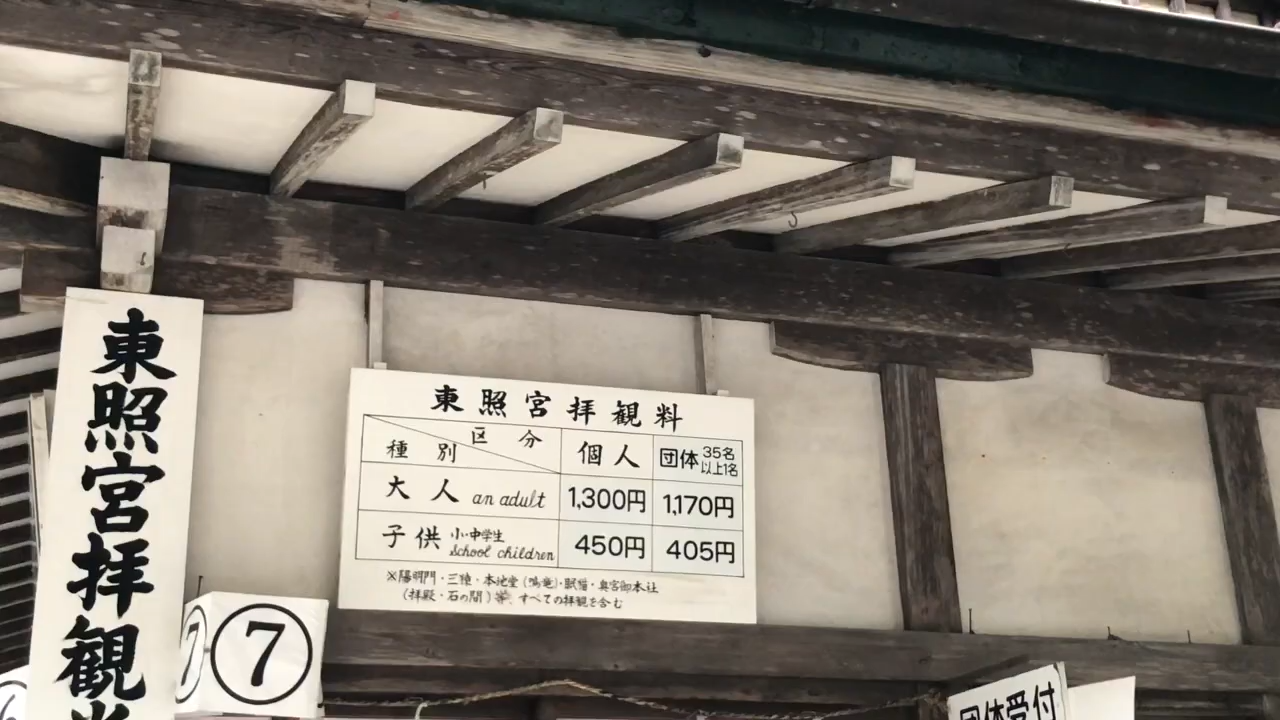 東照宮拝観
東照宮拝観料
区分
種別
個人
団体 35名以上1名
大人 an adult
1,300円
1,170円
子供 小・中学生 school children
450円
405円
※陽明門・三猿・本地堂(鳴竜)・眠猫・奥宮御本社
(拝殿・石の間)等、すべての拝観を含む
7
7
団体受付